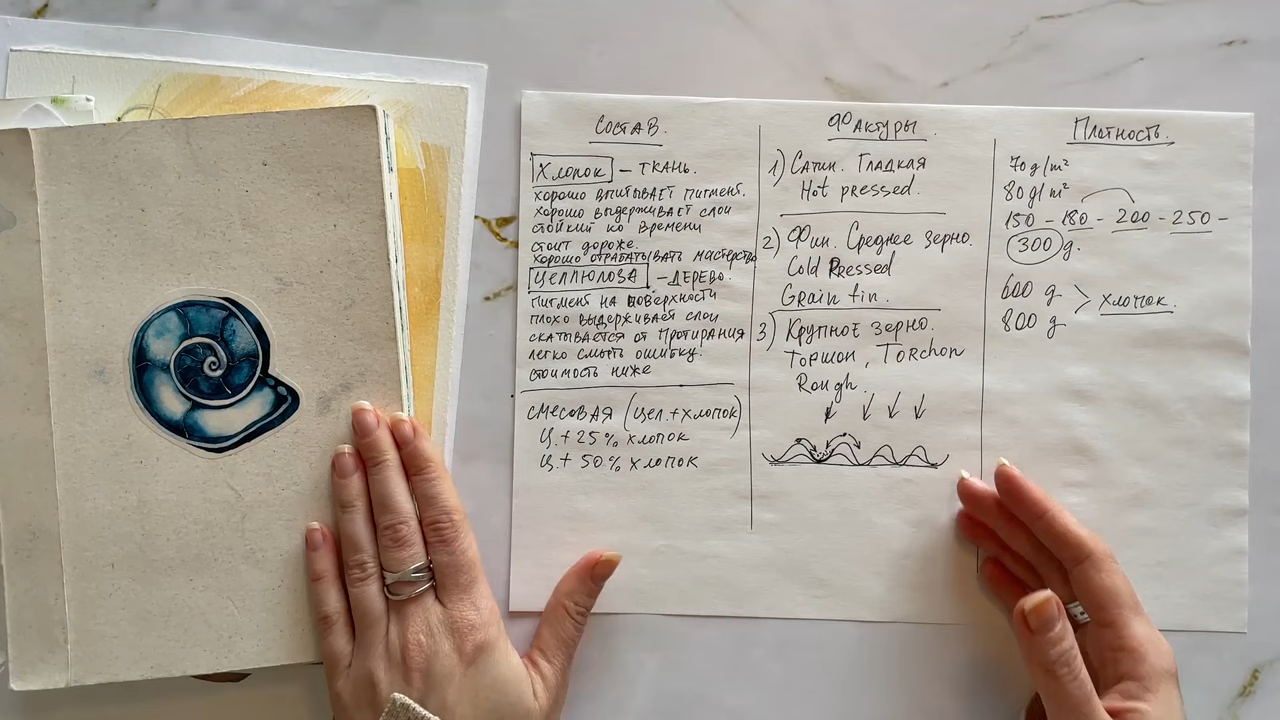 СОСТАВ.
Хлопок – ТКАНЬ.
хорошо впитывает пигмент.
хорошо выдерживает слои
стойкий ко времени
стоит дороже.
хорошо отрабатывать мастерство
ЦЕЛЛЮЛОЗА – ДЕРЕВО.
пигмент на поверхности
плохо выдерживает слои
скатывается от протирания
легко смыть ошибку.
стоимость ниже
СМЕСОВАЯ (цел.+хлопок)
Ц.+ 25% хлопок
Ц.+ 50% хлопок
ФАКТУРЫ.
1) Сатин. Гладкая
Hot pressed.
2) Фин. Среднее зерно.
Cold Pressed
Grain fin.
3) Крупное зерно.
Торшон, Torchon
Rough.
Плотность.
70 g/m²
80 g/m²
150 – 180 – 200 – 250 –
300 g.
600 g > хлопок.
800 g